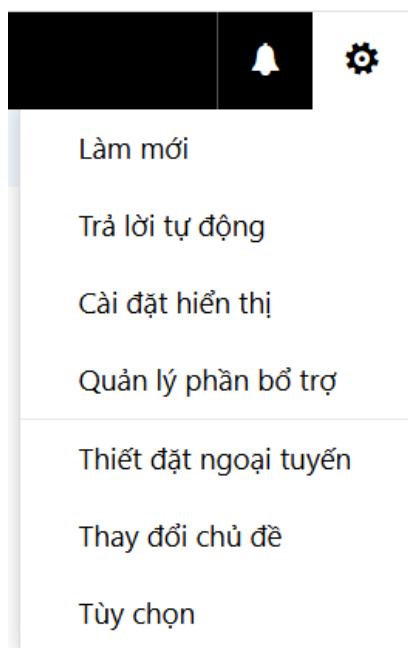 Làm mới
Trả lời tự động
Cài đặt hiển thị
Quản lý phần bổ trợ
Thiết đặt ngoại tuyến
Thay đổi chủ đề
Tùy chọn